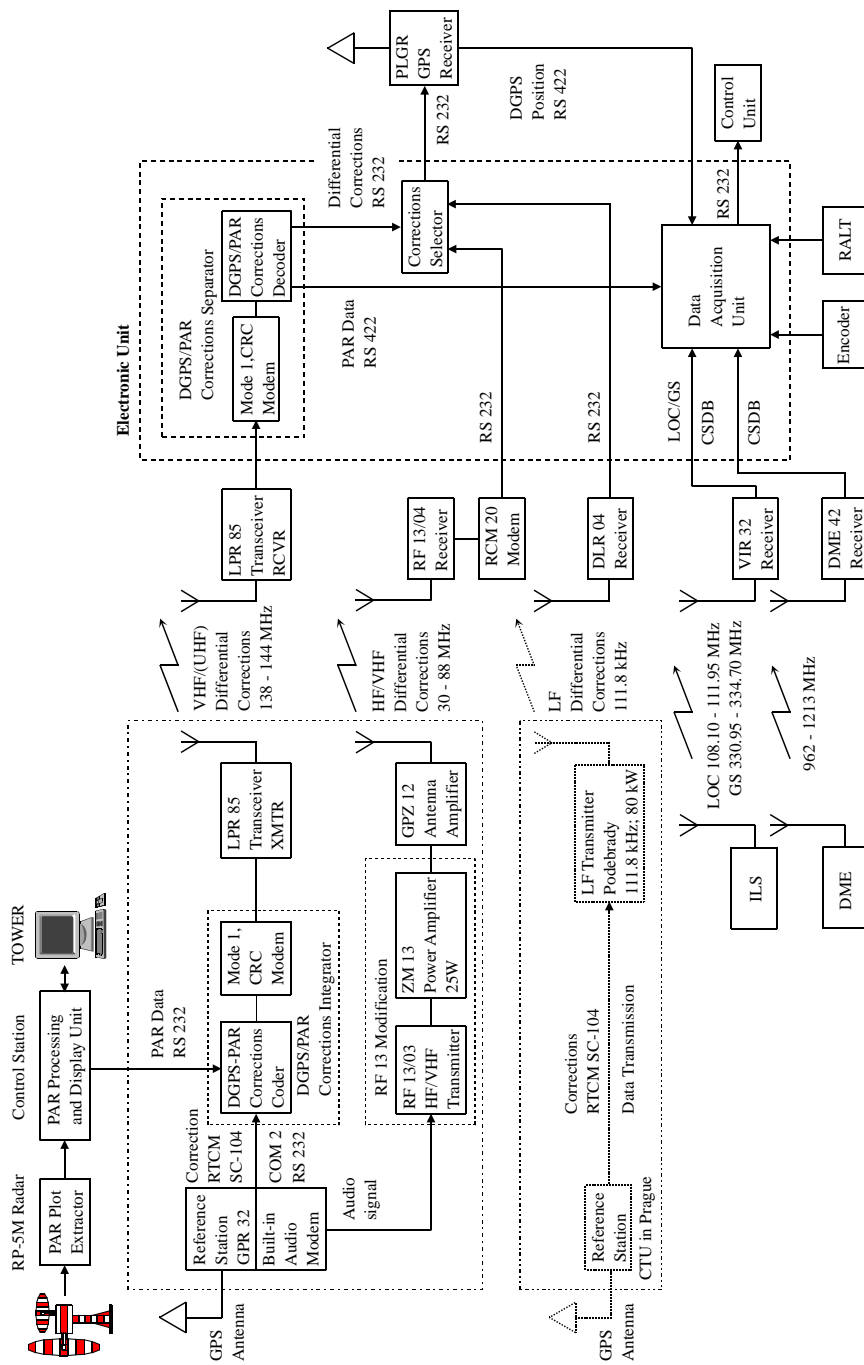 RP-5M Radar
Control Station
TOWER
PAR Plot
Extractor
PAR Processing
and Display Unit
PAR Data
RS 232
GPS
Antenna
Reference
Station
GPR 32
Built-in
Audio
Modem
Correction
RTCM
SC-104
COM 2
RS 232
Audio
signal
DGPS-PAR
Corrections
Coder
Mode 1,
CRC
Modem
DGPS/PAR
Corrections Integrator
LPR 85
Transceiver
XMTR
RF 13 Modification
RF 13/03
HF/VHF
Transmitter
ZM 13
Power Amplifier
25W
GPZ 12
Antenna
Amplifier
GPS
Antenna
Reference
Station
CTU in Prague
Corrections
RTCM SC-104
Data Transmission
LF Transmitter
Podebrady
111.8 kHz; 80 kW
ILS
DME
VHF/(UHF)
Differential
Corrections
138 - 144 MHz
HF/VHF
Differential
Corrections
30 - 88 MHz
LF
Differential
Corrections
111.8 kHz
LOC 108.10 - 111.95 MHz
GS 330.95 - 334.70 MHz
962 - 1213 MHz
LPR 85
Transceiver
RCVR
RF 13/04
Receiver
RCM 20
Modem
DLR 04
Receiver
VIR 32
Receiver
DME 42
Receiver
Electronic Unit
DGPS/PAR
Corrections Separator
Mode 1,CRC
Modem
DGPS/PAR
Corrections
Decoder
PAR Data
RS 422
Differential
Corrections
RS 232
RS 232
RS 232
LOC/GS
CSDB
CSDB
Corrections
Selector
Data
Acquisition
Unit
Encoder
RALT
RS 232
PLGR
GPS
Receiver
DGPS
Position
RS 422
RS 232
Control
Unit